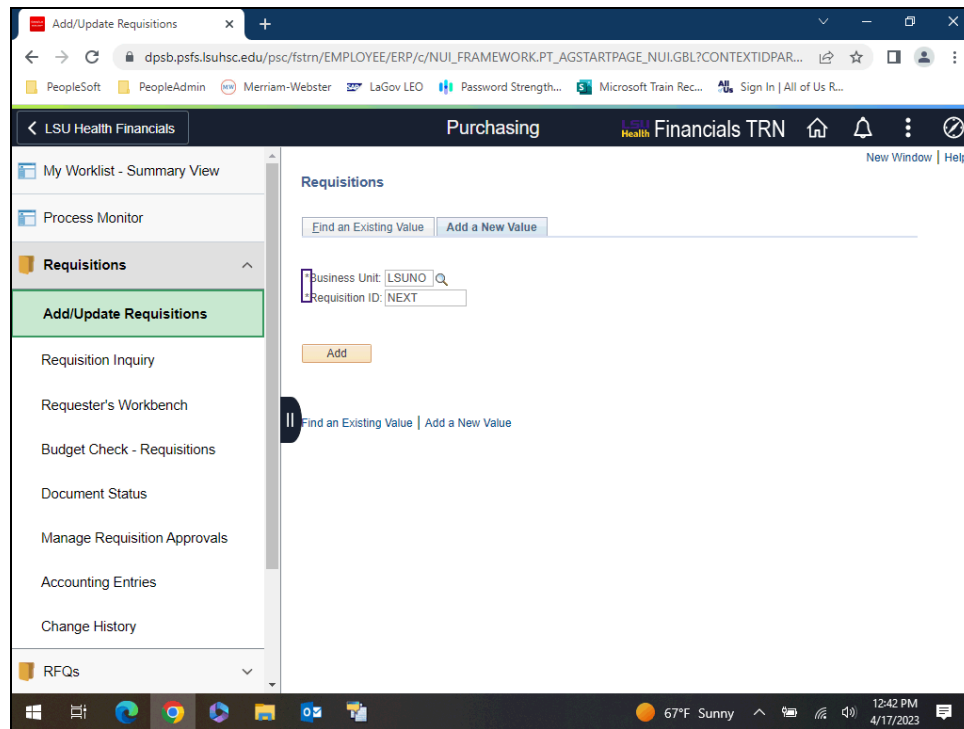 Add/Update Requisitions
dpsb.psfs.lsuhsc.edu/psc/fstrn/EMPLOYEE/ERP/c/NUI_FRAMEWORK.PT_AGSTARTPAGE_NUI.GBL?CONTEXTIDPAR...
PeopleSoft PeopleAdmin Merriam-Webster LaGov LEO Password Strength... Microsoft Train Rec... Sign In | All of Us R...
LSU Health Financials Purchasing LSU Health Financials TRN
New Window | Help
My Worklist - Summary View
Process Monitor
Requisitions
Add/Update Requisitions
Requisition Inquiry
Requester's Workbench
Budget Check - Requisitions
Document Status
Manage Requisition Approvals
Accounting Entries
Change History
RFQs
Requisitions
Find an Existing Value Add a New Value
*Business Unit: LSUNO
*Requisition ID: NEXT
Add
Find an Existing Value | Add a New Value
67°F Sunny 12:42 PM
4/17/2023